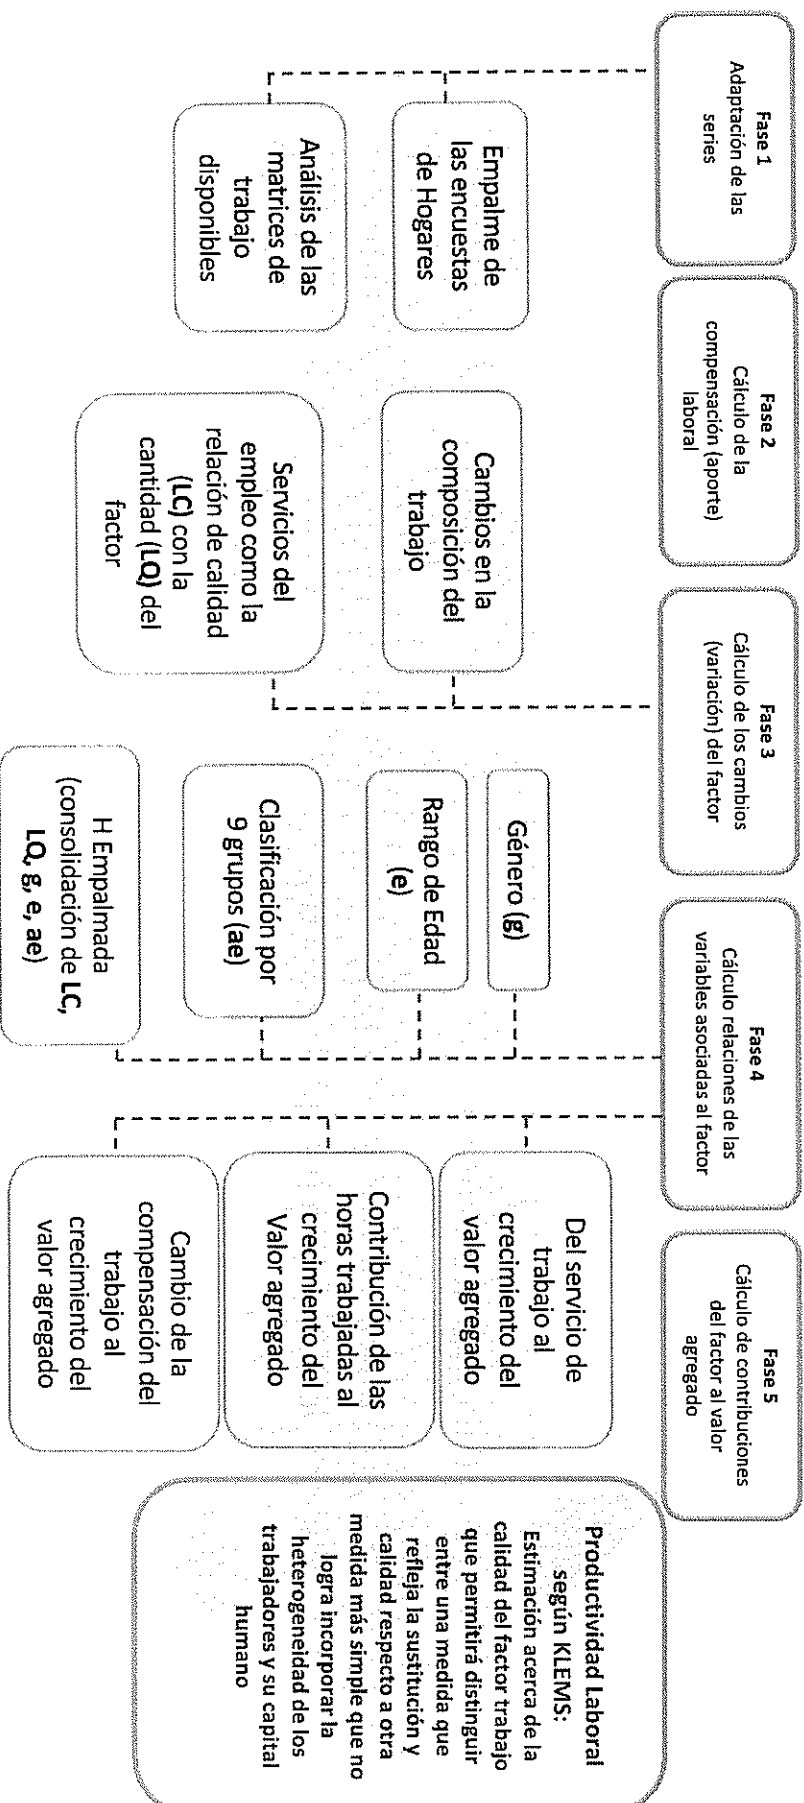 Fase 1
Adaptación de las
series
Empalme de
las encuestas
de Hogares
Análisis de las
matrices de
trabajo
disponibles
Fase 2
Cálculo de la
compensación (aporte)
laboral
Cambios en la
composición del
trabajo
Servicios del
empleo como la
relación de calidad
(LC) con la
cantidad (LQ) del
factor
Fase 3
Cálculo de los cambios
(variación) del factor
Género (g)
Rango de Edad
(e)
Clasificación por
9 grupos (ae)
H Empalmada
(consolidación de LC,
LQ, g, e, ae)
Fase 4
Cálculo relaciones de las
variables asociadas al factor
Del servicio de
trabajo al
crecimiento del
valor agregado
Contribución de las
horas trabajadas al
crecimiento del
Valor agregado
Cambio de la
compensación del
trabajo al
crecimiento del
valor agregado
Fase 5
Cálculo de contribuciones
del factor al valor
agregado
Productividad Laboral
según KLEMS:
Estimación acerca de la
calidad del factor trabajo
que permitirá distinguir
entre una medida que
refleja la sustitución y
calidad respecto a otra
medida más simple que no
logra incorporar la
heterogeneidad de los
trabajadores y su capital
humano